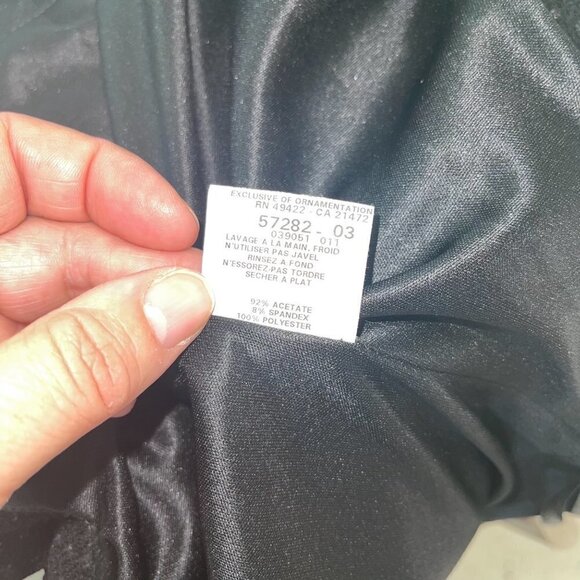 EXCLUSIVE OF ORNAMENTATION
RN 49422 - CA 21472
57282 - 03
039051 011
LAVAGE A LA MAIN, FROID
N'UTILISER PAS JAVEL
RINSEZ A FOND
N'ESSOREZ-PAS TORDRE
SECHER A PLAT
92% ACETATE
8% SPANDEX
100% POLYESTER